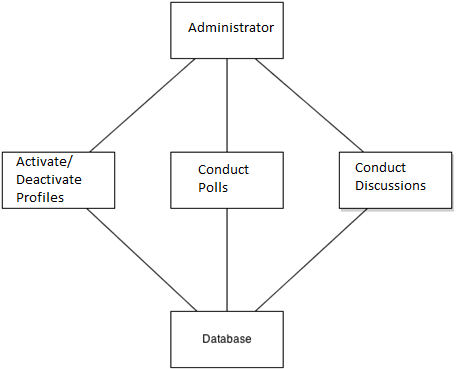 Administrator
Activate/
Deactivate
Profiles
Conduct
Polls
Conduct
Discussions
Database